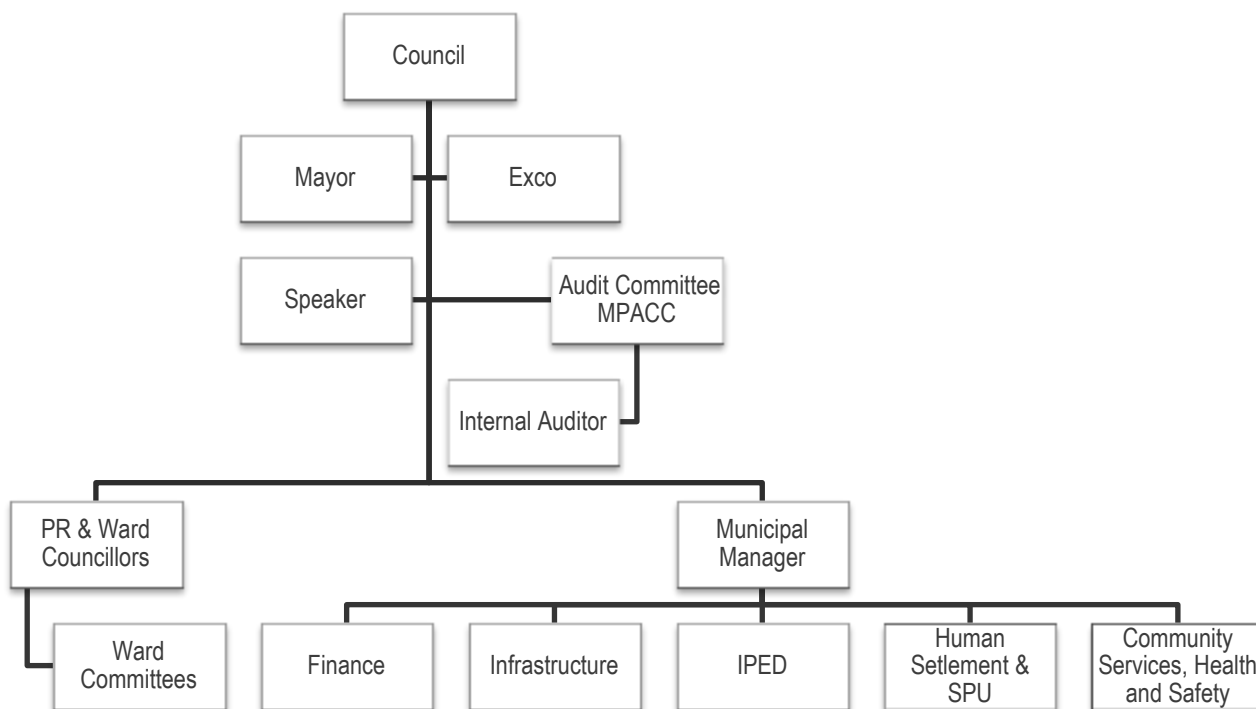 Council
Mayor
Exco
Speaker
Audit Committee
MPACC
Internal Auditor
PR & Ward
Councillors
Municipal
Manager
Ward
Committees
Finance
Infrastructure
IPED
Human
Setlement &
SPU
Community
Services, Health
and Safety